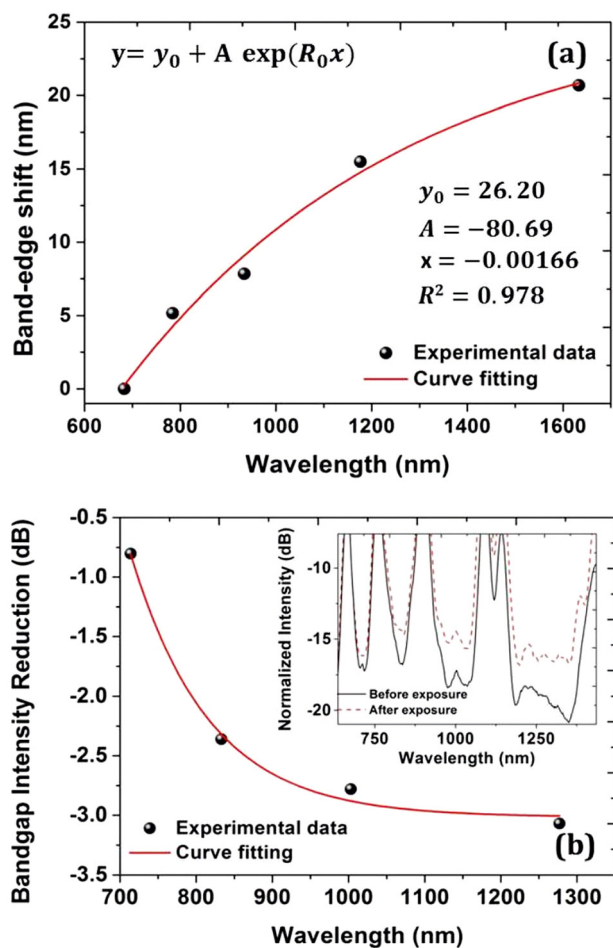 25
20
15
10
5
0
Band-edge shift (nm)
y= y₀ + A exp(R₀x)
(a)
y₀ = 26.20
A = −80.69
x = −0.00166
R² = 0.978
Experimental data
Curve fitting
600 800 1000 1200 1400 1600
Wavelength (nm)
-0.5
-1.0
-1.5
-2.0
-2.5
-3.0
-3.5
Bandgap Intensity Reduction (dB)
-10
-15
-20
Normalized Intensity (dB)
Before exposure
After exposure
750 1000 1250
Wavelength (nm)
Experimental data
Curve fitting
(b)
700 800 900 1000 1100 1200 1300
Wavelength (nm)